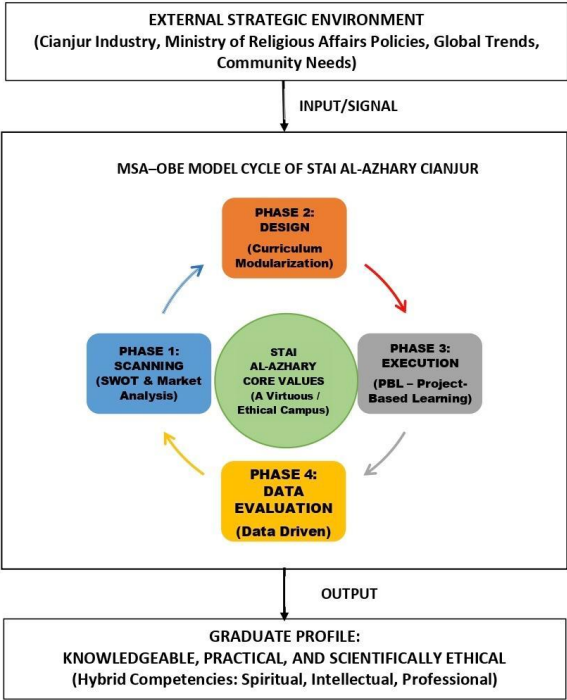 EXTERNAL STRATEGIC ENVIRONMENT
(Cianjur Industry, Ministry of Religious Affairs Policies, Global Trends,
Community Needs)
INPUT/SIGNAL
MSA–OBE MODEL CYCLE OF STAI AL-AZHARY CIANJUR
PHASE 2:
DESIGN
(Curriculum
Modularization)
PHASE 1:
SCANNING
(SWOT & Market
Analysis)
STAI
AL-AZHARY
CORE VALUES
(A Virtuous /
Ethical Campus)
PHASE 3:
EXECUTION
(PBL – Project-
Based Learning)
PHASE 4:
DATA
EVALUATION
(Data Driven)
OUTPUT
GRADUATE PROFILE:
KNOWLEDGEABLE, PRACTICAL, AND SCIENTIFICALLY ETHICAL
(Hybrid Competencies: Spiritual, Intellectual, Professional)